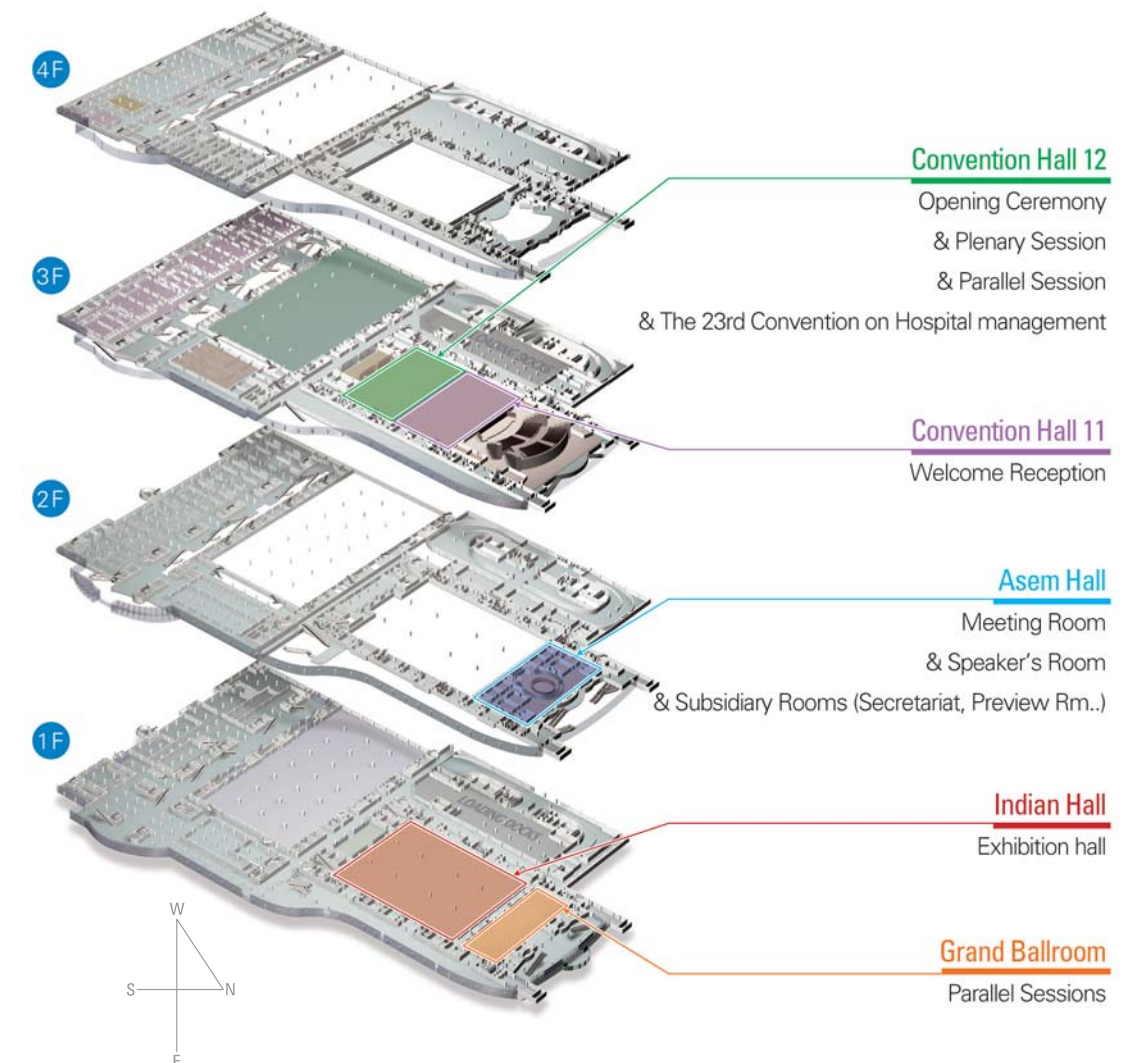 4F
Convention Hall 12
Opening Ceremony
& Plenary Session
& Parallel Session
& The 23rd Convention on Hospital management
3F
LOADING DOCK
Convention Hall 11
Welcome Reception
2F
Asem Hall
Meeting Room
& Speaker's Room
& Subsidiary Rooms (Secretariat, Preview Rm..)
1F
LOADING DOCK
Indian Hall
Exhibition hall
Grand Ballroom
Parallel Sessions
W
S
N
E